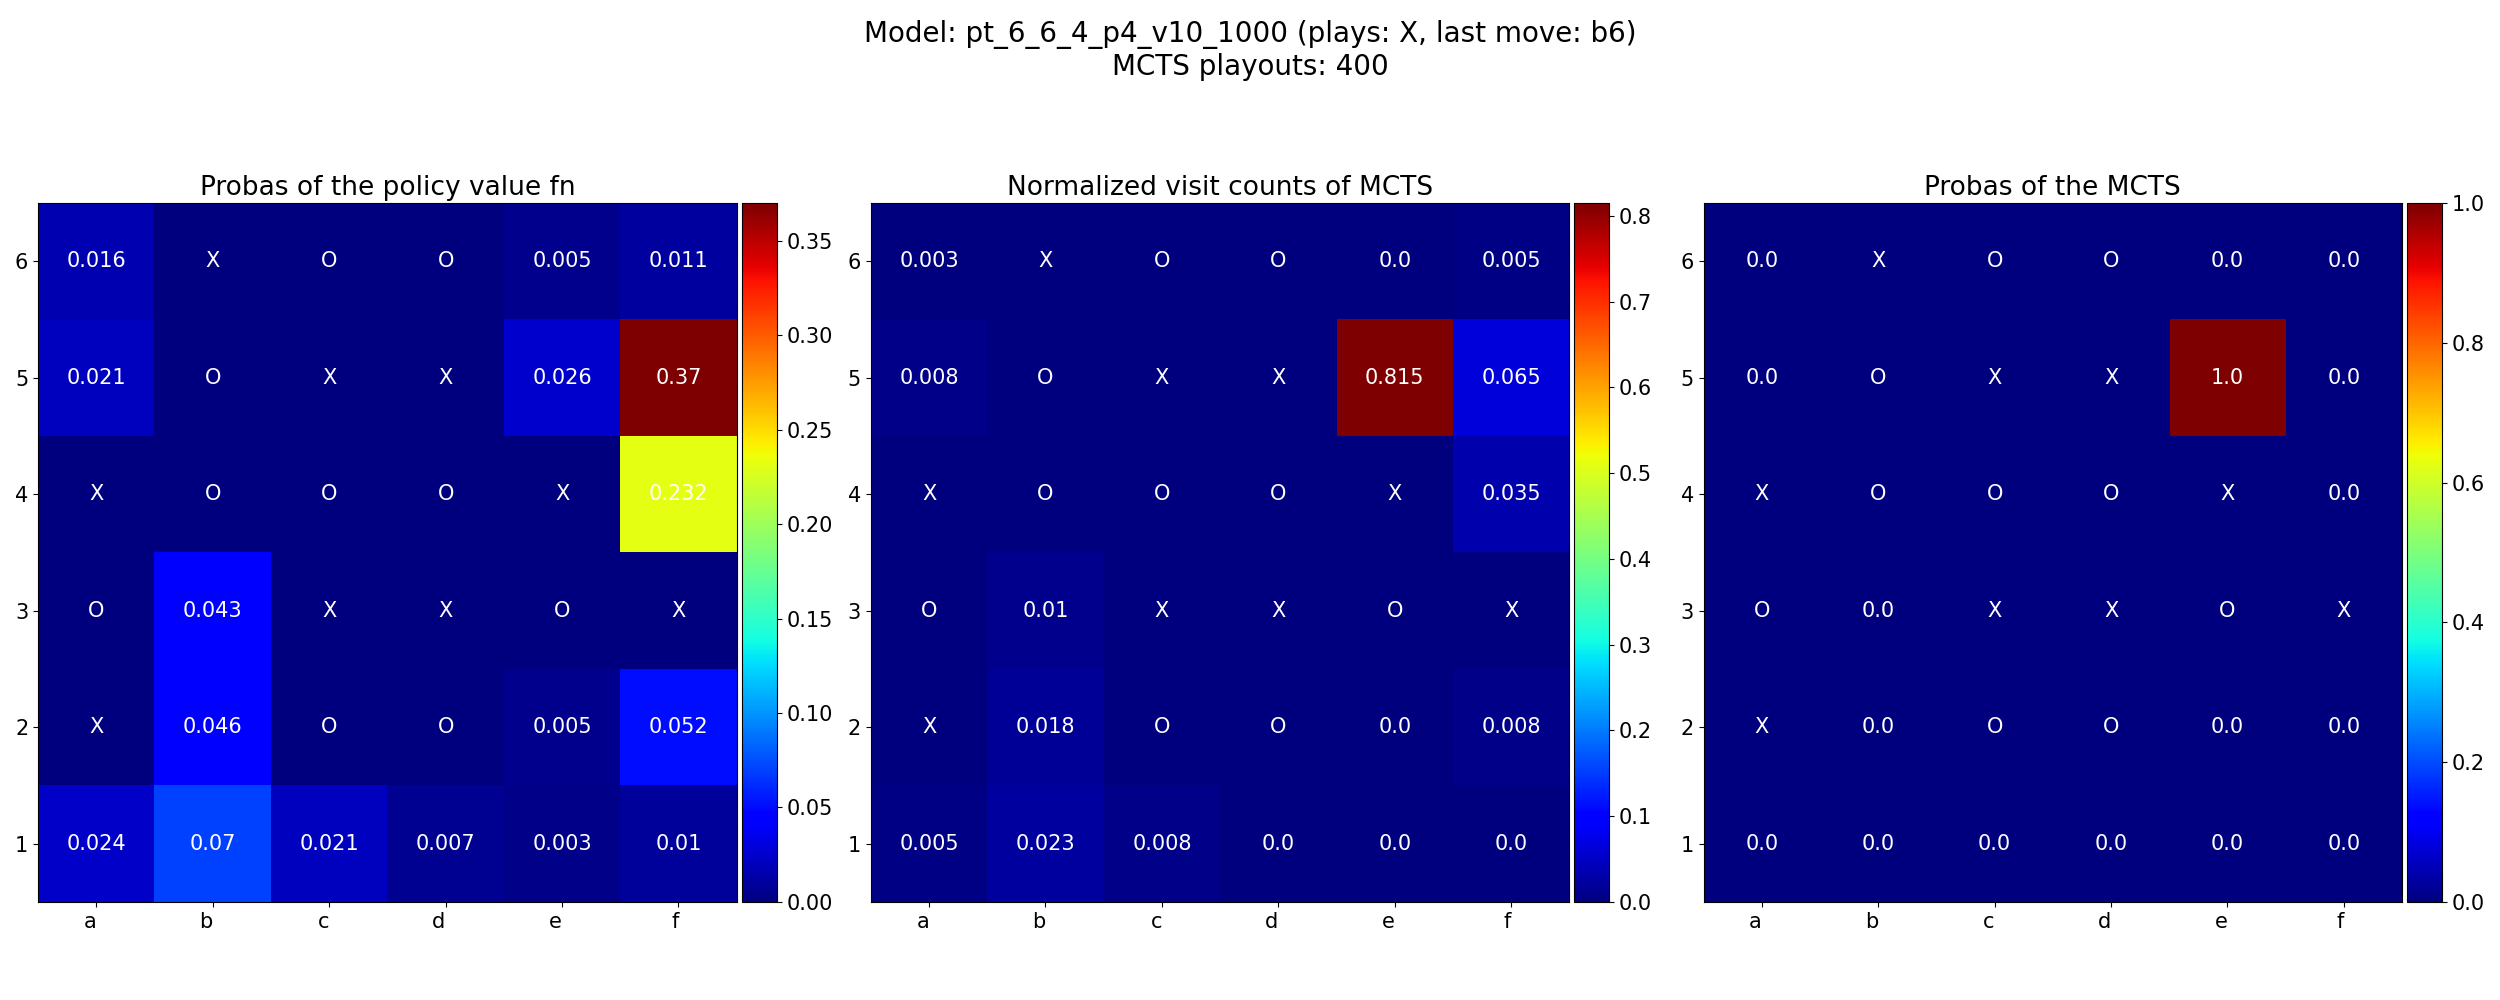 Model: pt_6_6_4_p4_v10_1000 (plays: X, last move: b6)
MCTS playouts: 400
Probas of the policy value fn
6 0.016 X O O 0.005 0.011
5 0.021 O X X 0.026 0.37
4 X O O O X 0.232
3 O 0.043 X X O X
2 X 0.046 O O 0.005 0.052
1 0.024 0.07 0.021 0.007 0.003 0.01
a b c d e f
0.35
0.30
0.25
0.20
0.15
0.10
0.05
0.00
Normalized visit counts of MCTS
6 0.003 X O O 0.0 0.005
5 0.008 O X X 0.815 0.065
4 X O O O X 0.035
3 O 0.01 X X O X
2 X 0.018 O O 0.0 0.008
1 0.005 0.023 0.008 0.0 0.0 0.0
a b c d e f
0.8
0.7
0.6
0.5
0.4
0.3
0.2
0.1
0.0
Probas of the MCTS
6 0.0 X O O 0.0 0.0
5 0.0 O X X 1.0 0.0
4 X O O O X 0.0
3 O 0.0 X X O X
2 X 0.0 O O 0.0 0.0
1 0.0 0.0 0.0 0.0 0.0 0.0
a b c d e f
1.0
0.8
0.6
0.4
0.2
0.0